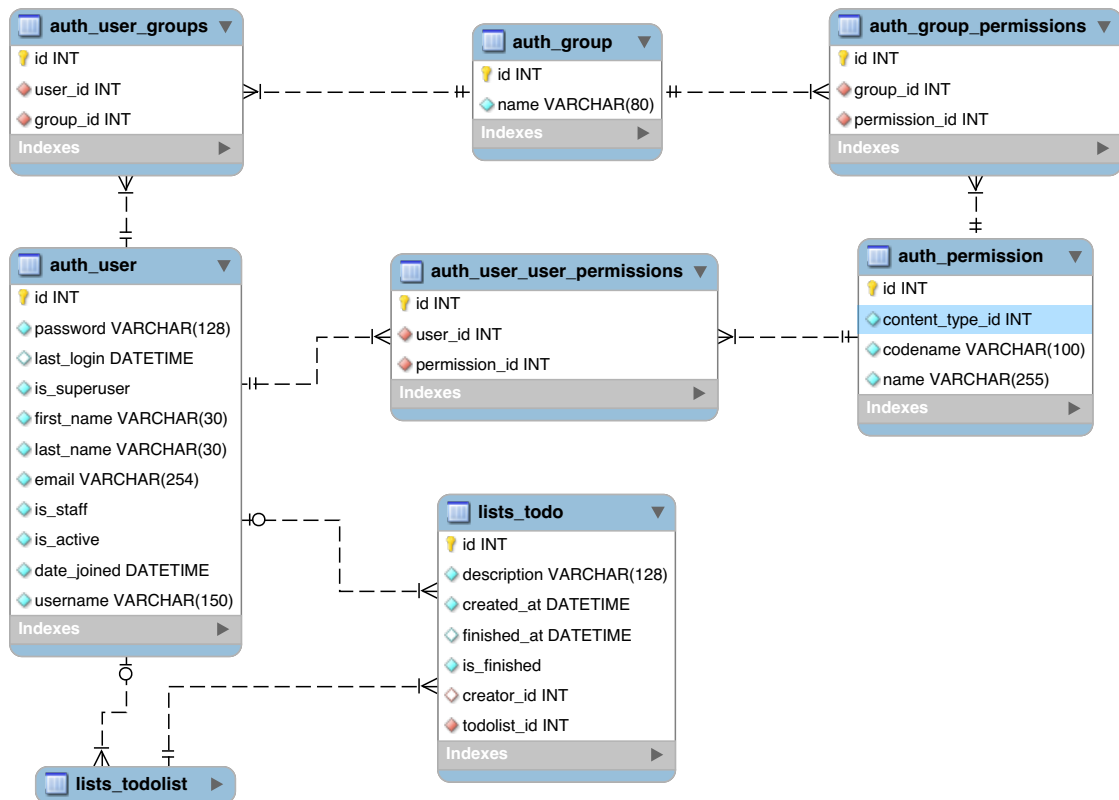 auth_user_groups
id INT
user_id INT
group_id INT
Indexes
auth_group
id INT
name VARCHAR(80)
Indexes
auth_group_permissions
id INT
group_id INT
permission_id INT
Indexes
auth_user
id INT
password VARCHAR(128)
last_login DATETIME
is_superuser
first_name VARCHAR(30)
last_name VARCHAR(30)
email VARCHAR(254)
is_staff
is_active
date_joined DATETIME
username VARCHAR(150)
Indexes
auth_user_user_permissions
id INT
user_id INT
permission_id INT
Indexes
auth_permission
id INT
content_type_id INT
codename VARCHAR(100)
name VARCHAR(255)
Indexes
lists_todo
id INT
description VARCHAR(128)
created_at DATETIME
finished_at DATETIME
is_finished
creator_id INT
todolist_id INT
Indexes
lists_todolist